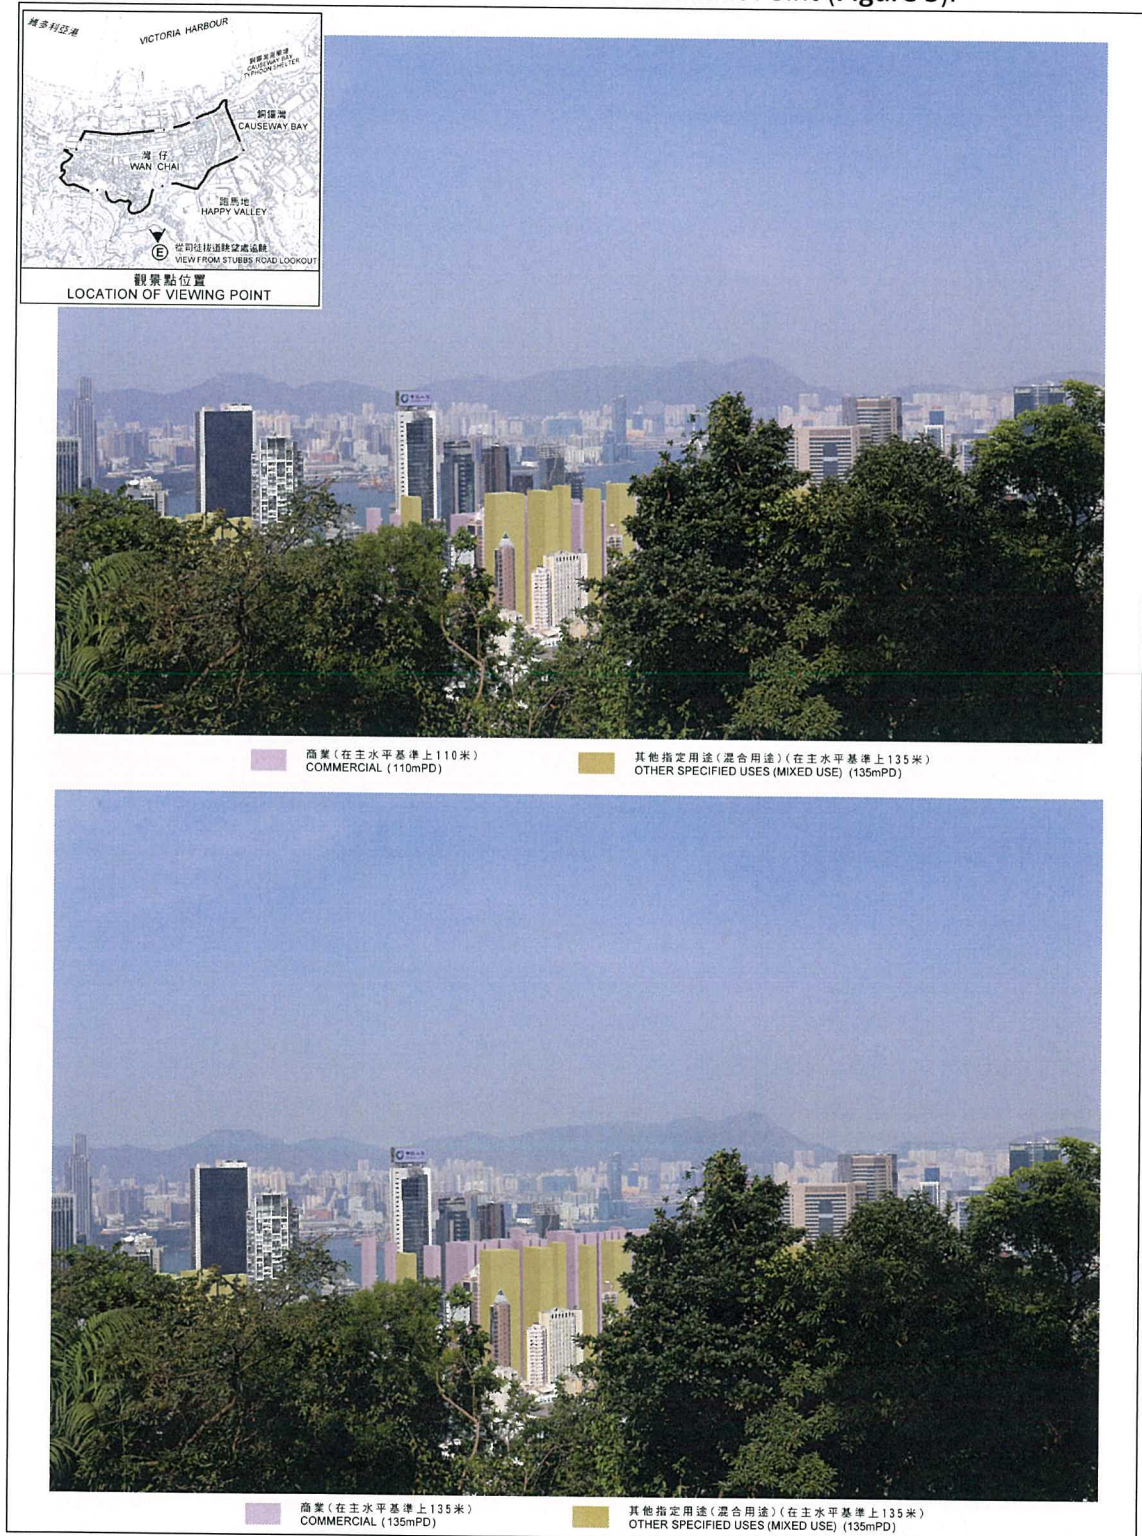 維多利亞港
VICTORIA HARBOUR
CAUSEWAY BAY
TYPHOON SHELTER
銅鑼灣
CAUSEWAY BAY
灣仔
WAN CHAI
跑馬地
HAPPY VALLEY
E
從司徒拔道眺望處遠眺
VIEW FROM STUBBS ROAD LOOKOUT
觀景點位置
LOCATION OF VIEWING POINT
商業(在主水平基準上110米)
COMMERCIAL (110mPD)
其他指定用途(混合用途)(在主水平基準上135米)
OTHER SPECIFIED USES (MIXED USE) (135mPD)
商業(在主水平基準上135米)
COMMERCIAL (135mPD)
其他指定用途(混合用途)(在主水平基準上135米)
OTHER SPECIFIED USES (MIXED USE) (135mPD)